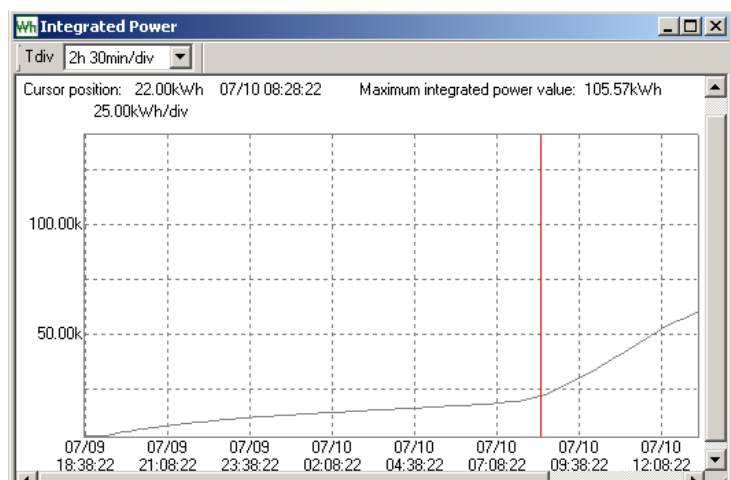 Wh Integrated Power
Tdiv 2h 30min/div
Cursor position: 22.00kWh 07/10 08:28:22 Maximum integrated power value: 105.57kWh
25.00kWh/div
100.00k
50.00k
07/09 07/09 07/09 07/10 07/10 07/10 07/10 07/10
18:38:22 21:08:22 23:38:22 02:08:22 04:38:22 07:08:22 09:38:22 12:08:22